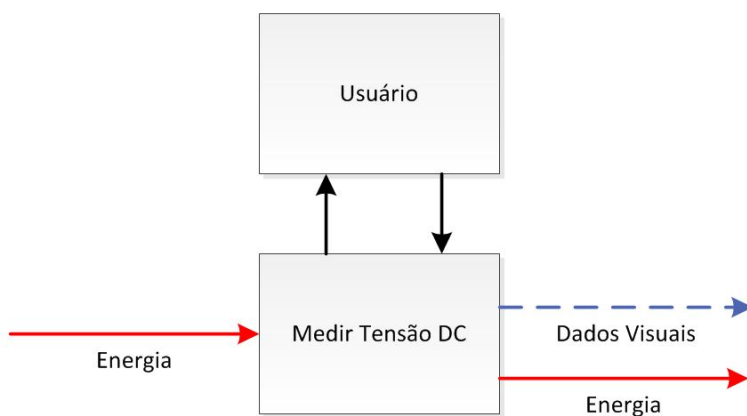 Usuário
Medir Tensão DC
Dados Visuais
Energia
Energia